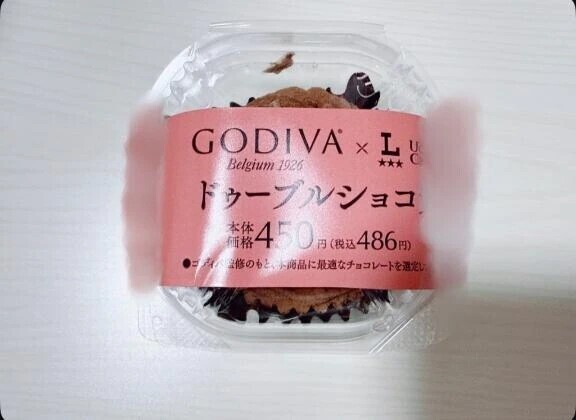 GODIVA® × L
Belgium 1926 ★★★
ドゥーブルショコ
本体価格450円(税込486円)
●ゴディバ監修のもと、本商品に最適なチョコレートを選定し